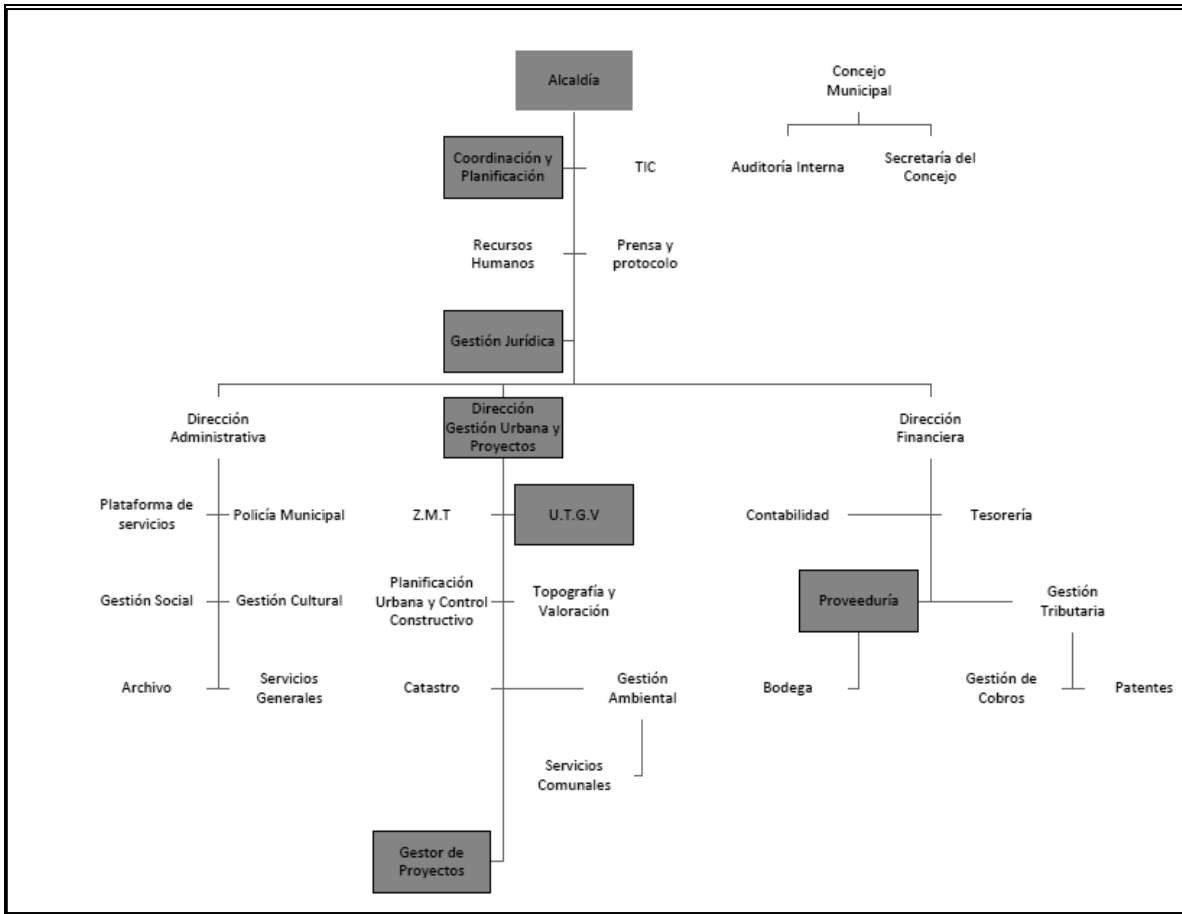 Alcaldía
Concejo
Municipal
Coordinación y
Planificación
TIC
Auditoría Interna
Secretaría del
Concejo
Recursos
Humanos
Prensa y
protocolo
Gestión Jurídica
Dirección
Administrativa
Dirección
Gestión Urbana y
Proyectos
Dirección
Financiera
Plataforma de
servicios
Policía Municipal
Z.M.T
U.T.G.V
Contabilidad
Tesorería
Gestión Social
Gestión Cultural
Planificación
Urbana y Control
Constructivo
Topografía y
Valoración
Proveeduría
Gestión
Tributaria
Archivo
Servicios
Generales
Catastro
Gestión
Ambiental
Bodega
Gestión de
Cobros
Patentes
Servicios
Comunales
Gestor de
Proyectos